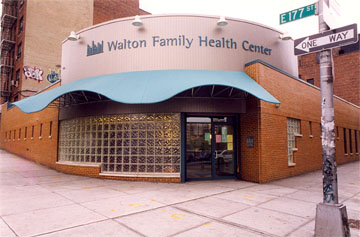 Walton Family Health Center
E 177 ST
ONE WAY